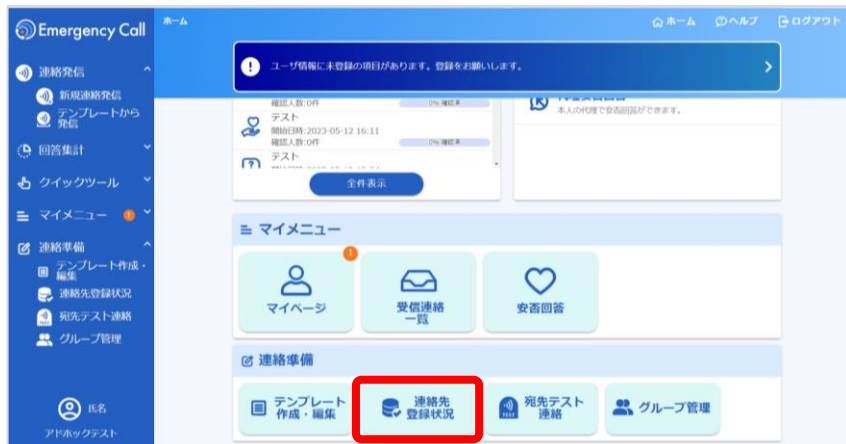 Emergency Call
ホーム
ホーム
ヘルプ
ログアウト
連絡発信
新規連絡発信
テンプレートから
発信
回答集計
クイックツール
マイメニュー
1
連絡準備
テンプレート作成・
編集
連絡先登録状況
宛先テスト連絡
グループ管理
氏名
アドホックテスト
! ユーザ情報に未登録の項目があります。登録をお願いします。
確認人数:0件
0% 確認済
テスト
開始日時:2023-05-12 16:11
確認人数:0件
0% 確認済
テスト
全件表示
代理安否回答
本人の代理で安否回答ができます。
マイメニュー
1
マイページ
受信連絡
一覧
安否回答
連絡準備
テンプレート
作成・編集
連絡先
登録状況
TEST
宛先テスト
連絡
グループ管理